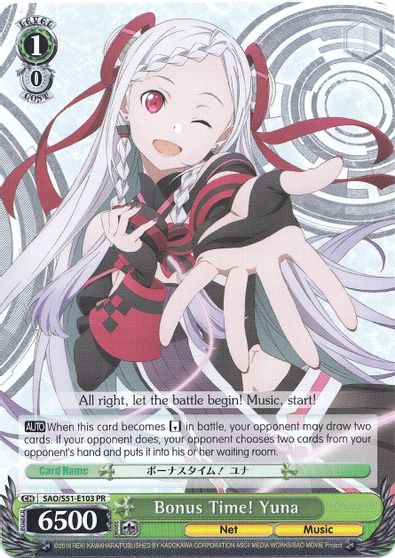 LEVEL
1
0
COST
All right, let the battle begin! Music, start!
AUTO When this card becomes [ ] in battle, your opponent may draw two
cards. If your opponent does, your opponent chooses two cards from your
opponent's hand and puts it into his or her waiting room.
Card Name
ボーナスタイム! ユナ
CH SAO/SS1-E103 PR
6500
Bonus Time! Yuna
Net
Music
©2016 REKI KAWAHARA/PUBLISHED BY KADOKAWA CORPORATION ASCII MEDIA WORKS/SAO MOVIE Project